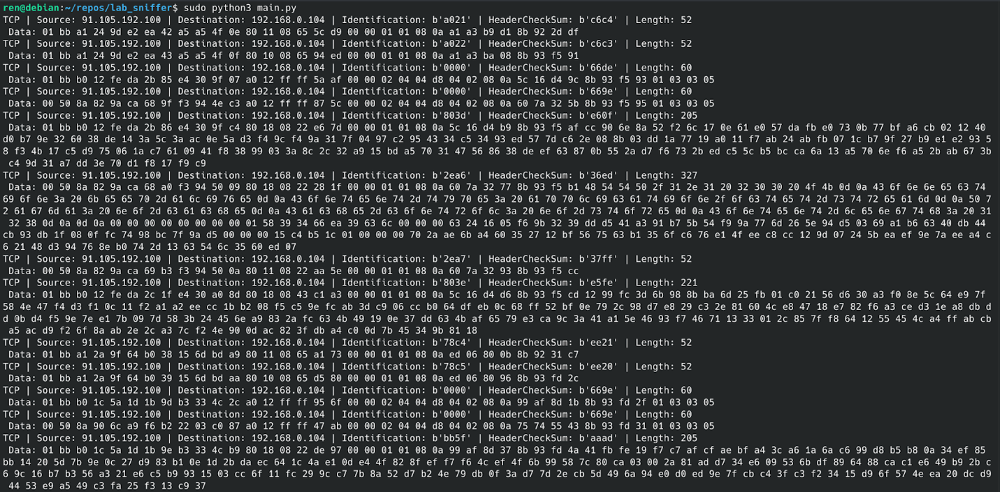 ren@debian:~/repos/lab_sniffer$ sudo python3 main.py
TCP | Source: 91.105.192.100 | Destination: 192.168.0.104 | Identification: b'a021' | HeaderCheckSum: b'c6c4' | Length: 52
Data: 01 bb a1 24 9d e2 ea 42 a5 a5 4f 0e 80 11 08 65 5c d9 00 00 01 01 08 0a a1 a3 b9 d1 8b 92 2d df
TCP | Source: 91.105.192.100 | Destination: 192.168.0.104 | Identification: b'a022' | HeaderCheckSum: b'c6c3' | Length: 52
Data: 01 bb a1 24 9d e2 ea 43 a5 a5 4f 0f 80 10 08 65 94 ed 00 00 01 01 08 0a a1 a3 ba 08 8b 93 f5 91
TCP | Source: 91.105.192.100 | Destination: 192.168.0.104 | Identification: b'0000' | HeaderCheckSum: b'66de' | Length: 60
Data: 01 bb b0 12 fe da 2b 85 e4 30 9f 07 a0 12 ff ff 5a af 00 00 02 04 04 d8 04 02 08 0a 5c 16 d4 9c 8b 93 f5 93 01 03 03 05
TCP | Source: 91.105.192.100 | Destination: 192.168.0.104 | Identification: b'0000' | HeaderCheckSum: b'669e' | Length: 60
Data: 00 50 8a 82 9a ca 68 9f f3 94 4e c3 a0 12 ff ff 87 5c 00 00 02 04 04 d8 04 02 08 0a 60 7a 32 5b 8b 93 f5 95 01 03 03 05
TCP | Source: 91.105.192.100 | Destination: 192.168.0.104 | Identification: b'803d' | HeaderCheckSum: b'e60f' | Length: 205
Data: 01 bb b0 12 fe da 2b 86 e4 30 9f c4 80 18 08 22 e6 7d 00 00 01 01 08 0a 5c 16 d4 b9 8b 93 f5 af cc 90 6e 8a 52 f2 6c 17 0e 61 e0 57 da fb e0 73 0b 77 bf a6 cb 02 12 40
d0 b7 9e 32 60 38 de 14 3a 5c 3a ac 0e 5a d3 f4 9c f4 9a 31 7f 04 97 c2 95 43 34 c5 34 93 ed 57 7d c6 2e 08 8b 03 dd 1a 77 19 a0 11 f7 ab 24 ab fb 07 1c b7 9f 27 b9 e1 e2 93 5
8 f3 4b 17 c5 d9 75 06 1a c7 61 09 41 f8 38 99 03 3a 8c 2c 32 a9 15 bd a5 70 31 47 56 86 38 de ef 63 87 0b 55 2a d7 f6 73 2b ed c5 5c b5 bc ca 6a 13 a5 70 6e f6 a5 2b ab 67 3b
c4 9d 31 a7 dd 3e 70 d1 f8 17 f9 c9
TCP | Source: 91.105.192.100 | Destination: 192.168.0.104 | Identification: b'2ea6' | HeaderCheckSum: b'36ed' | Length: 327
Data: 00 50 8a 82 9a ca 68 a0 f3 94 50 09 80 18 08 22 28 1f 00 00 01 01 08 0a 60 7a 32 77 8b 93 f5 b1 48 54 54 50 2f 31 2e 31 20 32 30 30 20 4f 4b 0d 0a 43 6f 6e 6e 65 63 74
69 6f 6e 3a 20 6b 65 65 70 2d 61 6c 69 76 65 0d 0a 43 6f 6e 74 65 6e 74 2d 74 79 70 65 3a 20 61 70 70 6c 69 63 61 74 69 6f 6e 2f 6f 63 74 65 74 2d 73 74 72 65 61 6d 0d 0a 50 7
2 61 67 6d 61 3a 20 6e 6f 2d 63 61 63 68 65 0d 0a 43 61 63 68 65 2d 63 6f 6e 74 72 6f 6c 3a 20 6e 6f 2d 73 74 6f 72 65 0d 0a 43 6f 6e 74 65 6e 74 2d 6c 65 6e 67 74 68 3a 20 31
32 38 0d 0a 0d 0a 00 00 00 00 00 00 00 00 01 58 39 34 66 ea 39 63 6c 00 00 00 63 24 16 05 f6 9b 32 39 dd d5 41 a3 91 b7 5b 54 f9 9a 77 6d 26 5e 94 d5 03 69 a1 b6 63 40 db 44
cb 93 db 1f 08 0f fc 74 98 bc 7f 9a d5 00 00 00 15 c4 b5 1c 01 00 00 00 70 2a ae 6b a4 60 35 27 12 bf 56 75 63 b1 35 6f c6 76 e1 4f ee c8 cc 12 9d 07 24 5b ea ef 9e 7a ee a4 c
6 21 48 d3 94 76 8e b0 74 2d 13 63 54 6c 35 60 ed 07
TCP | Source: 91.105.192.100 | Destination: 192.168.0.104 | Identification: b'2ea7' | HeaderCheckSum: b'37ff' | Length: 52
Data: 00 50 8a 82 9a ca 69 b3 f3 94 50 0a 80 11 08 22 aa 5e 00 00 01 01 08 0a 60 7a 32 93 8b 93 f5 cc
TCP | Source: 91.105.192.100 | Destination: 192.168.0.104 | Identification: b'803e' | HeaderCheckSum: b'e5fe' | Length: 221
Data: 01 bb b0 12 fe da 2c 1f e4 30 a0 8d 80 18 08 43 c1 a3 00 00 01 01 08 0a 5c 16 d4 d6 8b 93 f5 cd 12 99 fc 3d 6b 98 8b ba 6d 25 fb 01 c0 21 56 d6 30 a3 f0 8e 5c 64 e9 7f
58 4e 47 f4 d3 f1 0c 11 f2 a1 a2 ee cc 1b b2 08 f5 c5 9e fc ab 3d c9 06 cc b0 64 df eb 0c 68 ff 52 bf 0e 79 2c 98 d7 e8 29 c3 2e 81 60 4c e8 47 18 e7 82 f6 a3 ce d3 1e a8 db d
d 0b d4 f5 9e 7e e1 7b 09 7d 58 3b 24 45 6e a9 83 2a fc 63 4b 49 19 0e 37 dd 63 4b af 65 79 e3 ca 9c 3a 41 a1 5e 46 93 f7 46 71 13 33 01 2c 85 7f f8 64 12 55 45 4c a4 ff ab cb
a5 ac d9 f2 6f 8a ab 2e 2c a3 7c f2 4e 90 0d ac 82 3f db a4 c0 0d 7b 45 34 9b 81 18
TCP | Source: 91.105.192.100 | Destination: 192.168.0.104 | Identification: b'78c4' | HeaderCheckSum: b'ee21' | Length: 52
Data: 01 bb a1 2a 9f 64 b0 38 15 6d bd a9 80 11 08 65 a1 73 00 00 01 01 08 0a ed 06 80 0b 8b 92 31 c7
TCP | Source: 91.105.192.100 | Destination: 192.168.0.104 | Identification: b'78c5' | HeaderCheckSum: b'ee20' | Length: 52
Data: 01 bb a1 2a 9f 64 b0 39 15 6d bd aa 80 10 08 65 d5 80 00 00 01 01 08 0a ed 06 80 96 8b 93 fd 2c
TCP | Source: 91.105.192.100 | Destination: 192.168.0.104 | Identification: b'0000' | HeaderCheckSum: b'669e' | Length: 60
Data: 01 bb b0 1c 5a 1d 1b 9d b3 33 4c 2c a0 12 ff ff 95 6f 00 00 02 04 04 d8 04 02 08 0a 99 af 8d 1b 8b 93 fd 2f 01 03 03 05
TCP | Source: 91.105.192.100 | Destination: 192.168.0.104 | Identification: b'0000' | HeaderCheckSum: b'669e' | Length: 60
Data: 00 50 8a 90 6c a9 f6 b2 22 03 c0 87 a0 12 ff ff 47 ab 00 00 02 04 04 d8 04 02 08 0a 75 74 55 43 8b 93 fd 31 01 03 03 05
TCP | Source: 91.105.192.100 | Destination: 192.168.0.104 | Identification: b'bb5f' | HeaderCheckSum: b'aaad' | Length: 205
Data: 01 bb b0 1c 5a 1d 1b 9e b3 33 4c b9 80 18 08 22 de 97 00 00 01 01 08 0a 99 af 8d 37 8b 93 fd 4a 41 fb fe 19 f7 c7 af cf ae bf a4 3c a6 1a 6a c6 99 d8 b5 b8 0a 34 ef 85
bb 14 20 5d 7b 9e 0c 27 d9 83 b1 0e 1d 2b da ec 64 1c 4a e1 0d e4 4f 82 8f ef f7 f6 4c ef 4f 6b 99 58 7c 80 ca 03 00 2a 81 ad d7 34 e6 09 53 6b df 89 64 88 ca c1 e6 49 b9 2b c
6 9c 16 b7 b3 56 a3 21 e6 c5 b9 93 15 03 cc 6f 11 fc 29 9c c7 7b 8a 52 d7 b2 4e 79 db 0f 3a d7 7d 2e cb 5d 49 6a 94 e0 d0 ed 9e 7f cb c4 3f c3 f2 34 15 d9 6f 57 4e ea 20 dc d9
44 53 e9 a5 49 c3 fa 25 f3 13 c9 37